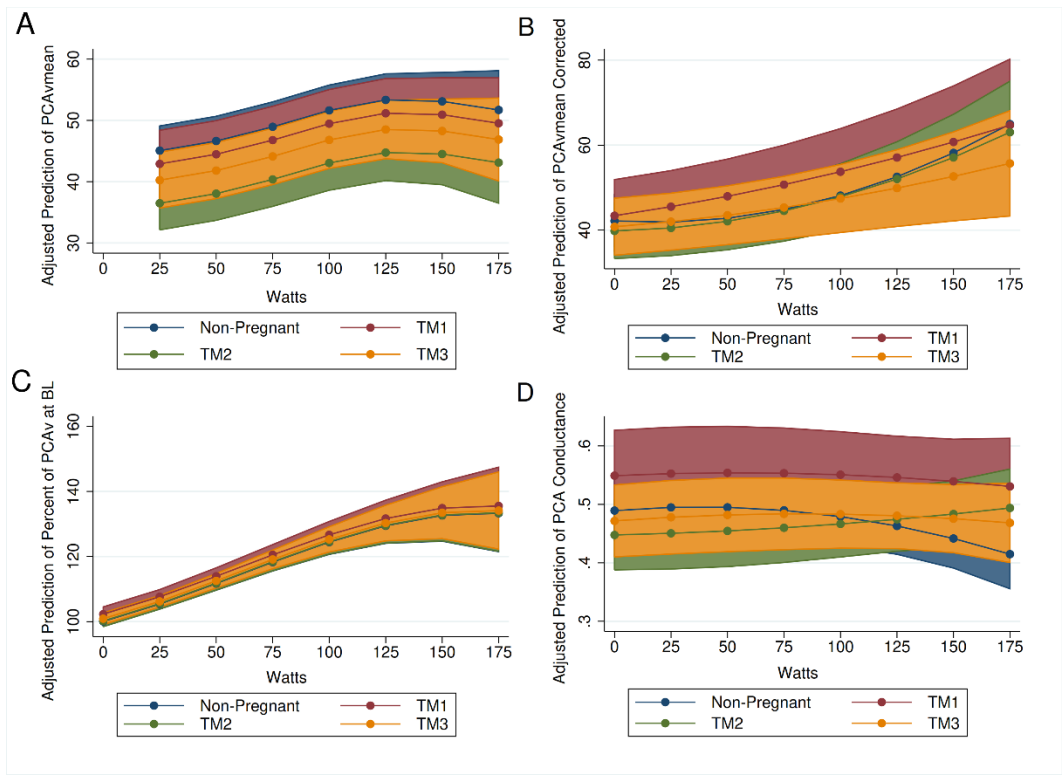 A
Adjusted Prediction of PCAvmean
60
50
40
30
0 25 50 75 100 125 150 175
Watts
Non-Pregnant TM1
TM2 TM3
B
Adjusted Prediction of PCAvmean Corrected
80
60
40
0 25 50 75 100 125 150 175
Watts
Non-Pregnant TM1
TM2 TM3
C
Adjusted Prediction of Percent of PCAv at BL
160
140
120
100
0 25 50 75 100 125 150 175
Watts
Non-Pregnant TM1
TM2 TM3
D
Adjusted Prediction of PCA Conductance
.6
.5
.4
.3
0 25 50 75 100 125 150 175
Watts
Non-Pregnant TM1
TM2 TM3